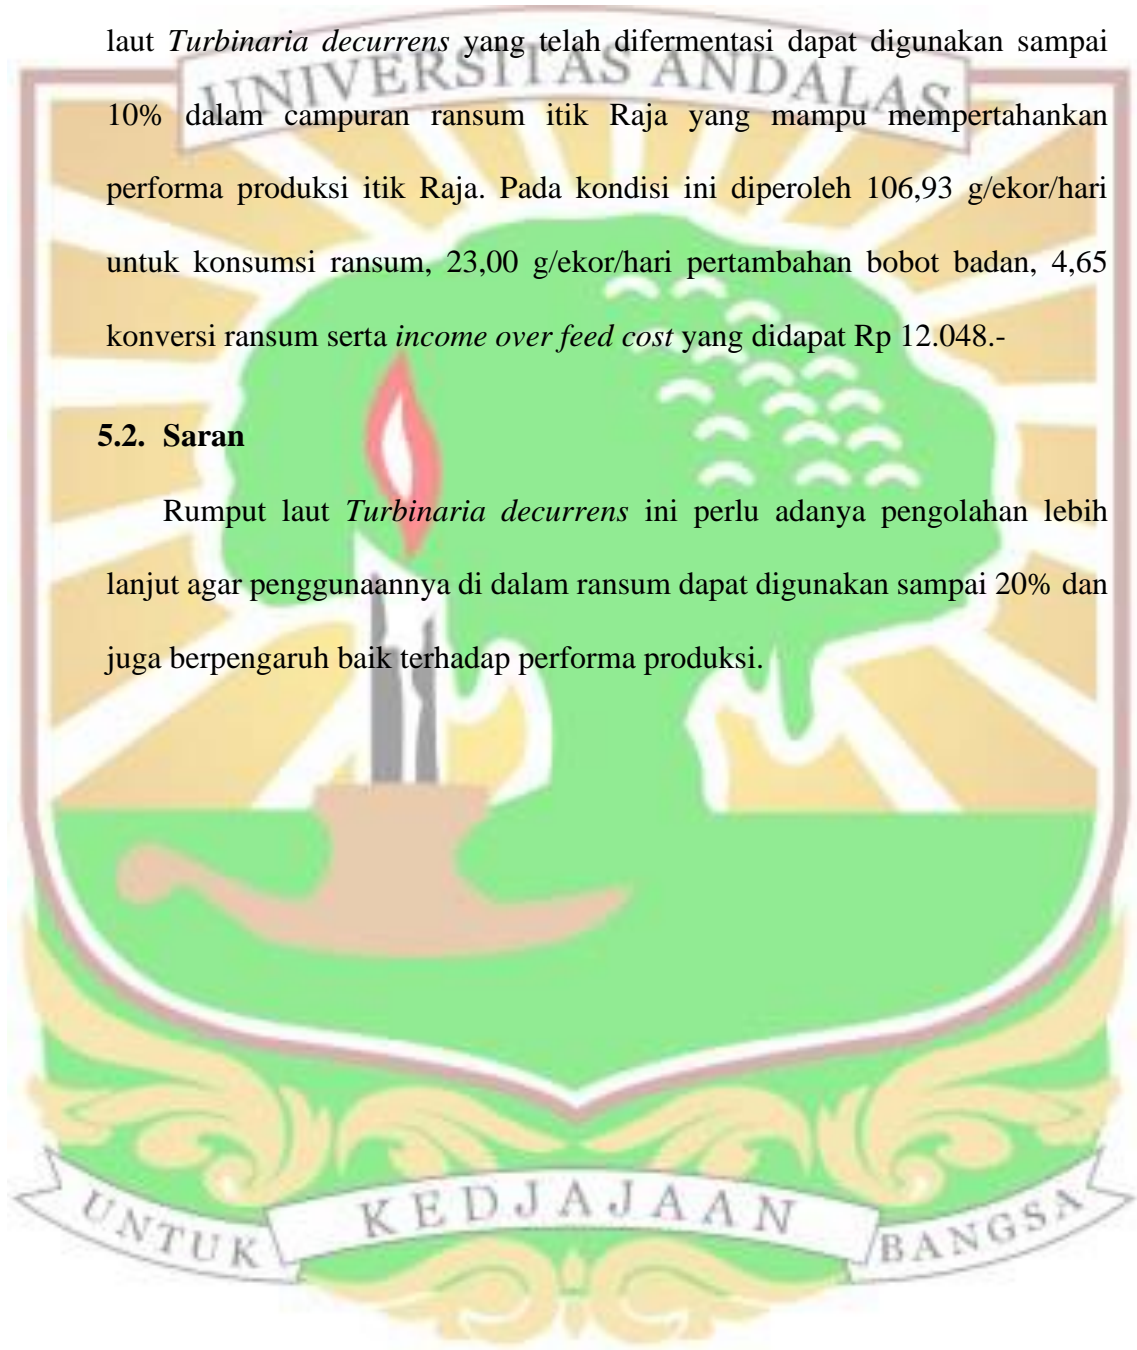 laut Turbinaria decurrens yang telah difermentasi dapat digunakan sampai
UNIVERSITAS ANDALAS
10% dalam campuran ransum itik Raja yang mampu mempertahankan
performa produksi itik Raja. Pada kondisi ini diperoleh 106,93 g/ekor/hari
untuk konsumsi ransum, 23,00 g/ekor/hari pertambahan bobot badan, 4,65
konversi ransum serta income over feed cost yang didapat Rp 12.048.-
5.2. Saran
Rumput laut Turbinaria decurrens ini perlu adanya pengolahan lebih
lanjut agar penggunaannya di dalam ransum dapat digunakan sampai 20% dan
juga berpengaruh baik terhadap performa produksi.
UNTUK KEDJAJAAN BANGSA